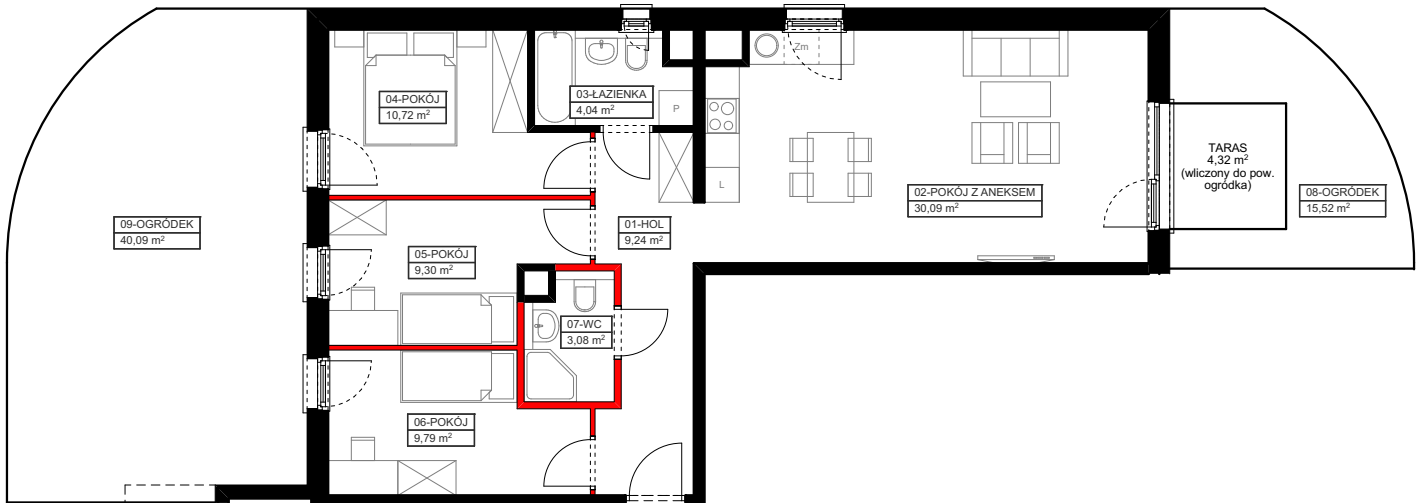 Zm
04-POKÓJ
10,72 m²
03-ŁAZIENKA
4,04 m²
P
L
TARAS
4,32 m²
(wliczony do pow.
ogródka)
02-POKÓJ Z ANEKSEM
30,09 m²
08-OGRÓDEK
15,52 m²
09-OGRÓDEK
40,09 m²
01-HOL
9,24 m²
05-POKÓJ
9,30 m²
07-WC
3,08 m²
06-POKÓJ
9,79 m²